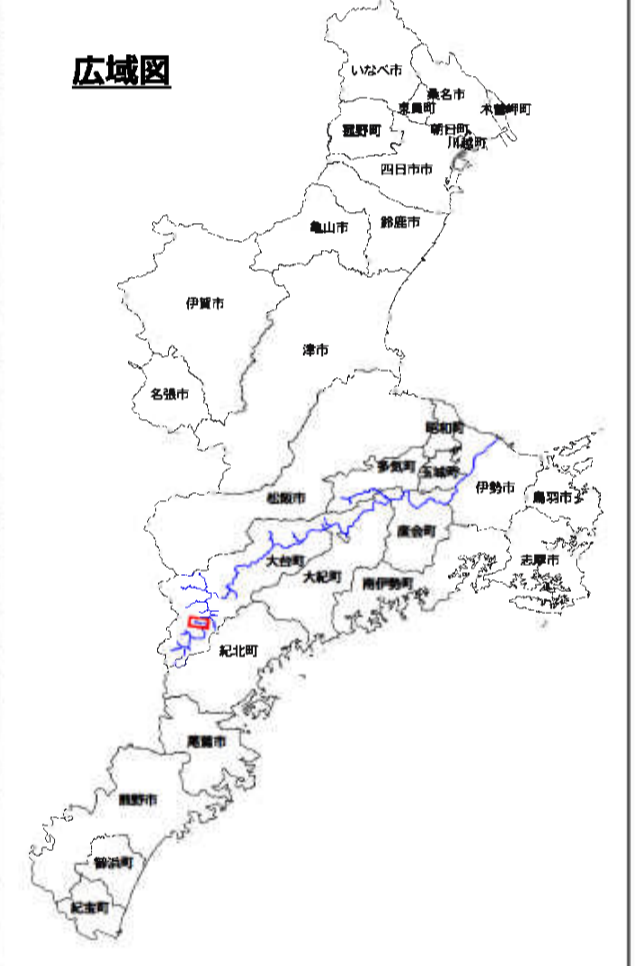 広域図
いなべ市
桑名市
東員町
木曽岬町
菰野町
朝日町
川越町
四日市市
亀山市
鈴鹿市
伊賀市
津市
名張市
明和町
多気町
玉城町
伊勢市
松阪市
鳥羽市
度会町
大台町
志摩市
大紀町
南伊勢町
紀北町
尾鷲市
熊野市
御浜町
紀宝町